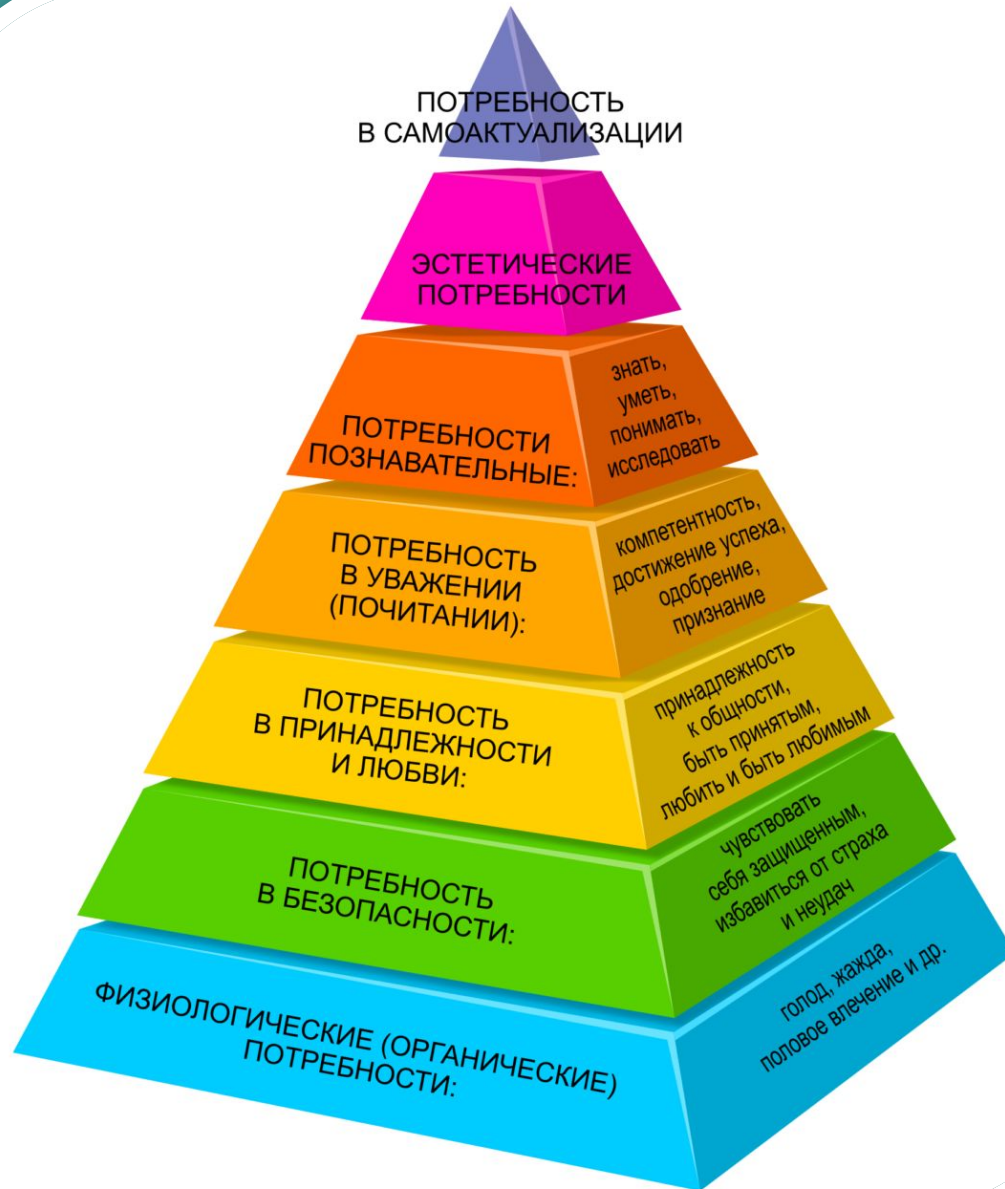 ПОТРЕБНОСТЬ
В САМОАКТУАЛИЗАЦИИ
ЭСТЕТИЧЕСКИЕ
ПОТРЕБНОСТИ
ПОТРЕБНОСТИ
ПОЗНАВАТЕЛЬНЫЕ:
знать,
уметь,
понимать,
исследовать
ПОТРЕБНОСТЬ
В УВАЖЕНИИ
(ПОЧИТАНИИ):
компетентность,
достижение успеха,
одобрение,
признание
ПОТРЕБНОСТЬ
В ПРИНАДЛЕЖНОСТИ
И ЛЮБВИ:
принадлежность
к общности,
быть принятым,
любить и быть любимым
ПОТРЕБНОСТЬ
В БЕЗОПАСНОСТИ:
чувствовать
себя защищенным,
избавиться от страха
и неудач
ФИЗИОЛОГИЧЕСКИЕ (ОРГАНИЧЕСКИЕ)
ПОТРЕБНОСТИ:
голод, жажда,
половое влечение и др.